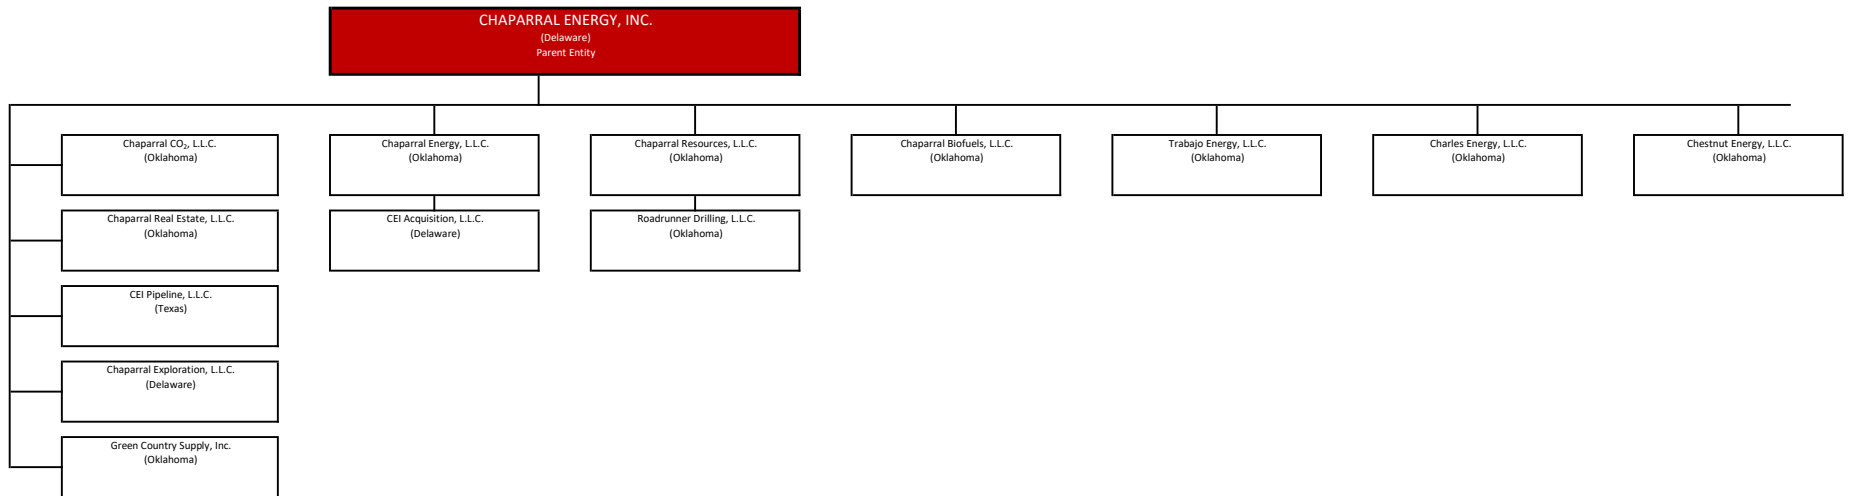 CHAPARRAL ENERGY, INC.
(Delaware)
Parent Entity
Chaparral CO₂, L.L.C.
(Oklahoma)
Chaparral Energy, L.L.C.
(Oklahoma)
Chaparral Resources, L.L.C.
(Oklahoma)
Chaparral Biofuels, L.L.C.
(Oklahoma)
Trabajo Energy, L.L.C.
(Oklahoma)
Charles Energy, L.L.C.
(Oklahoma)
Chestnut Energy, L.L.C.
(Oklahoma)
Chaparral Real Estate, L.L.C.
(Oklahoma)
CEI Acquisition, L.L.C.
(Delaware)
Roadrunner Drilling, L.L.C.
(Oklahoma)
CEI Pipeline, L.L.C.
(Texas)
Chaparral Exploration, L.L.C.
(Delaware)
Green Country Supply, Inc.
(Oklahoma)